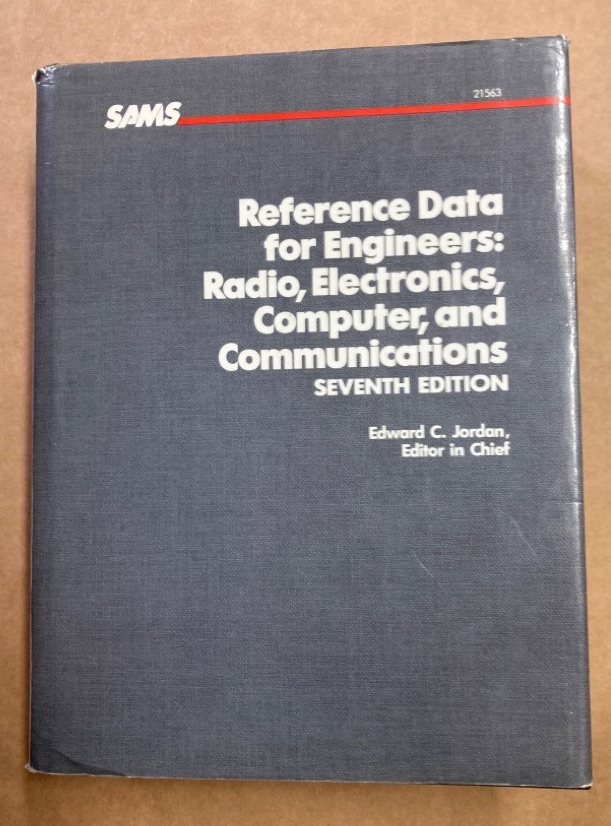 21563
SAMS
Reference Data
for Engineers:
Radio, Electronics,
Computer, and
Communications
SEVENTH EDITION
Edward C. Jordan,
Editor in Chief